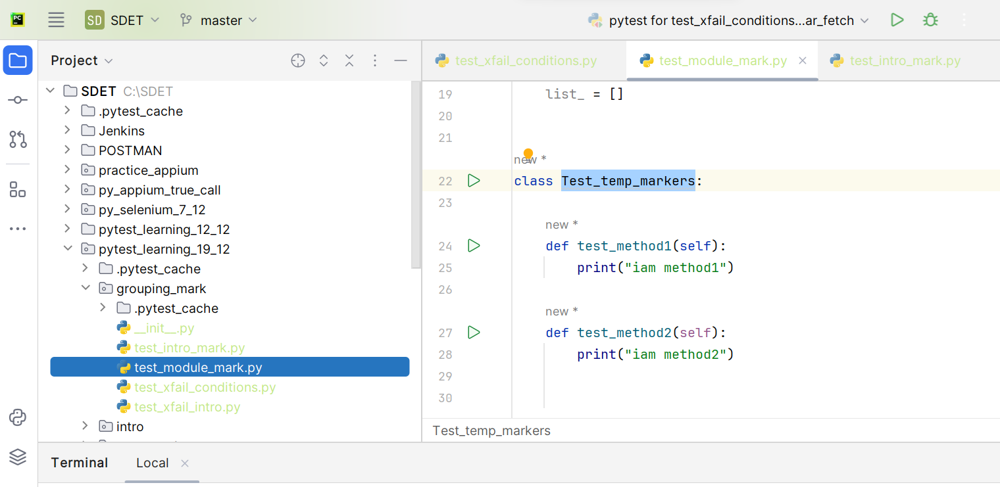 PC
SD SDET master pytest for test_xfail_conditions...ar_fetch
Project
SDET C:\SDET
.pytest_cache
Jenkins
POSTMAN
practice_appium
py_appium_true_call
py_selenium_7_12
pytest_learning_12_12
pytest_learning_19_12
.pytest_cache
grouping_mark
.pytest_cache
__init__.py
test_intro_mark.py
test_module_mark.py
test_xfail_conditions.py
test_xfail_intro.py
intro
test_xfail_conditions.py test_module_mark.py test_intro_mark.py
19 list_ = []
20
21
new *
22 class Test_temp_markers:
23
new *
24 def test_method1(self):
25 print("iam method1")
26
new *
27 def test_method2(self):
28 print("iam method2")
29
30
Test_temp_markers
Terminal Local